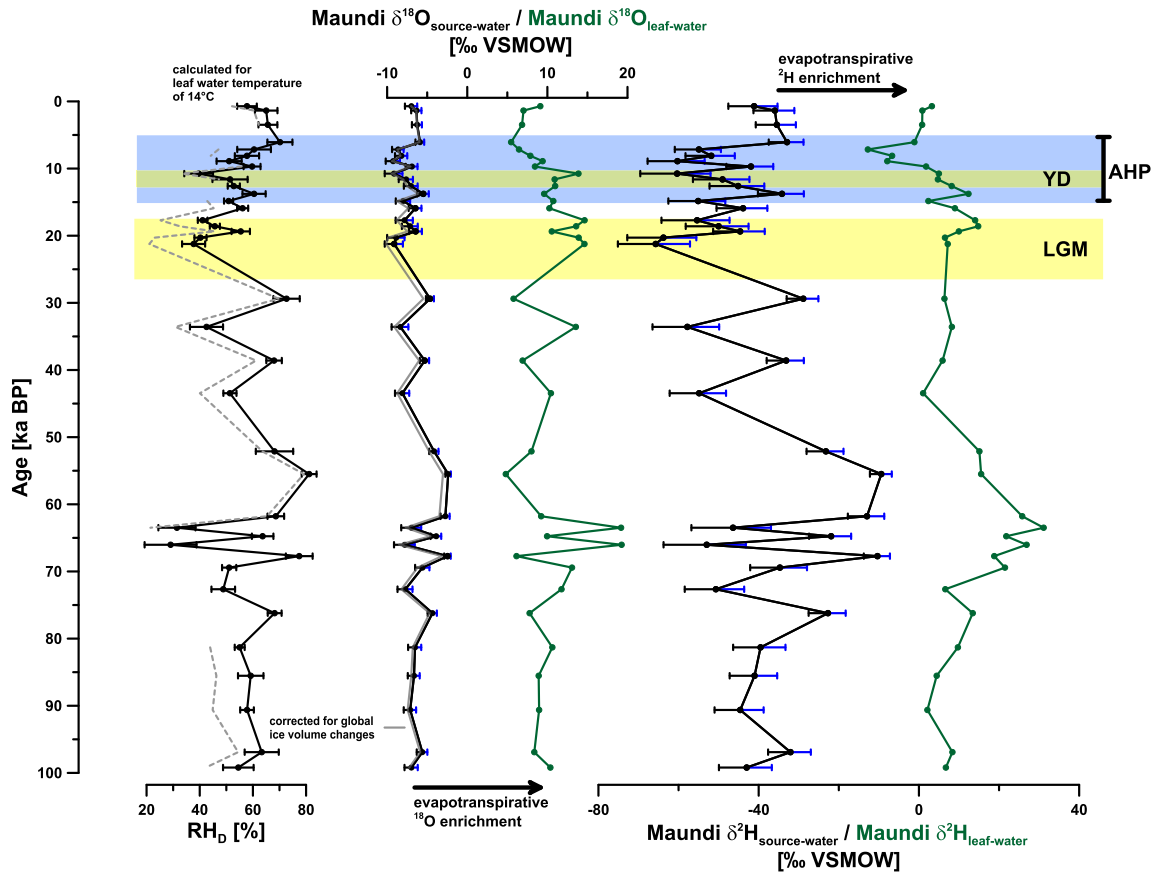 Maundi δ¹⁸Osource-water / Maundi δ¹⁸Oleaf-water
[‰ VSMOW]
-10 0 10 20
calculated for
leaf water temperature
of 14°C
evapotranspirative
²H enrichment
0
10
20
30
40
50
60
70
80
90
100
Age [ka BP]
AHP
YD
LGM
corrected for global
ice volume changes
evapotranspirative
¹⁸O enrichment
20 40 60 80
RHD [%]
-80 -40 0 40
Maundi δ²Hsource-water / Maundi δ²Hleaf-water
[‰ VSMOW]